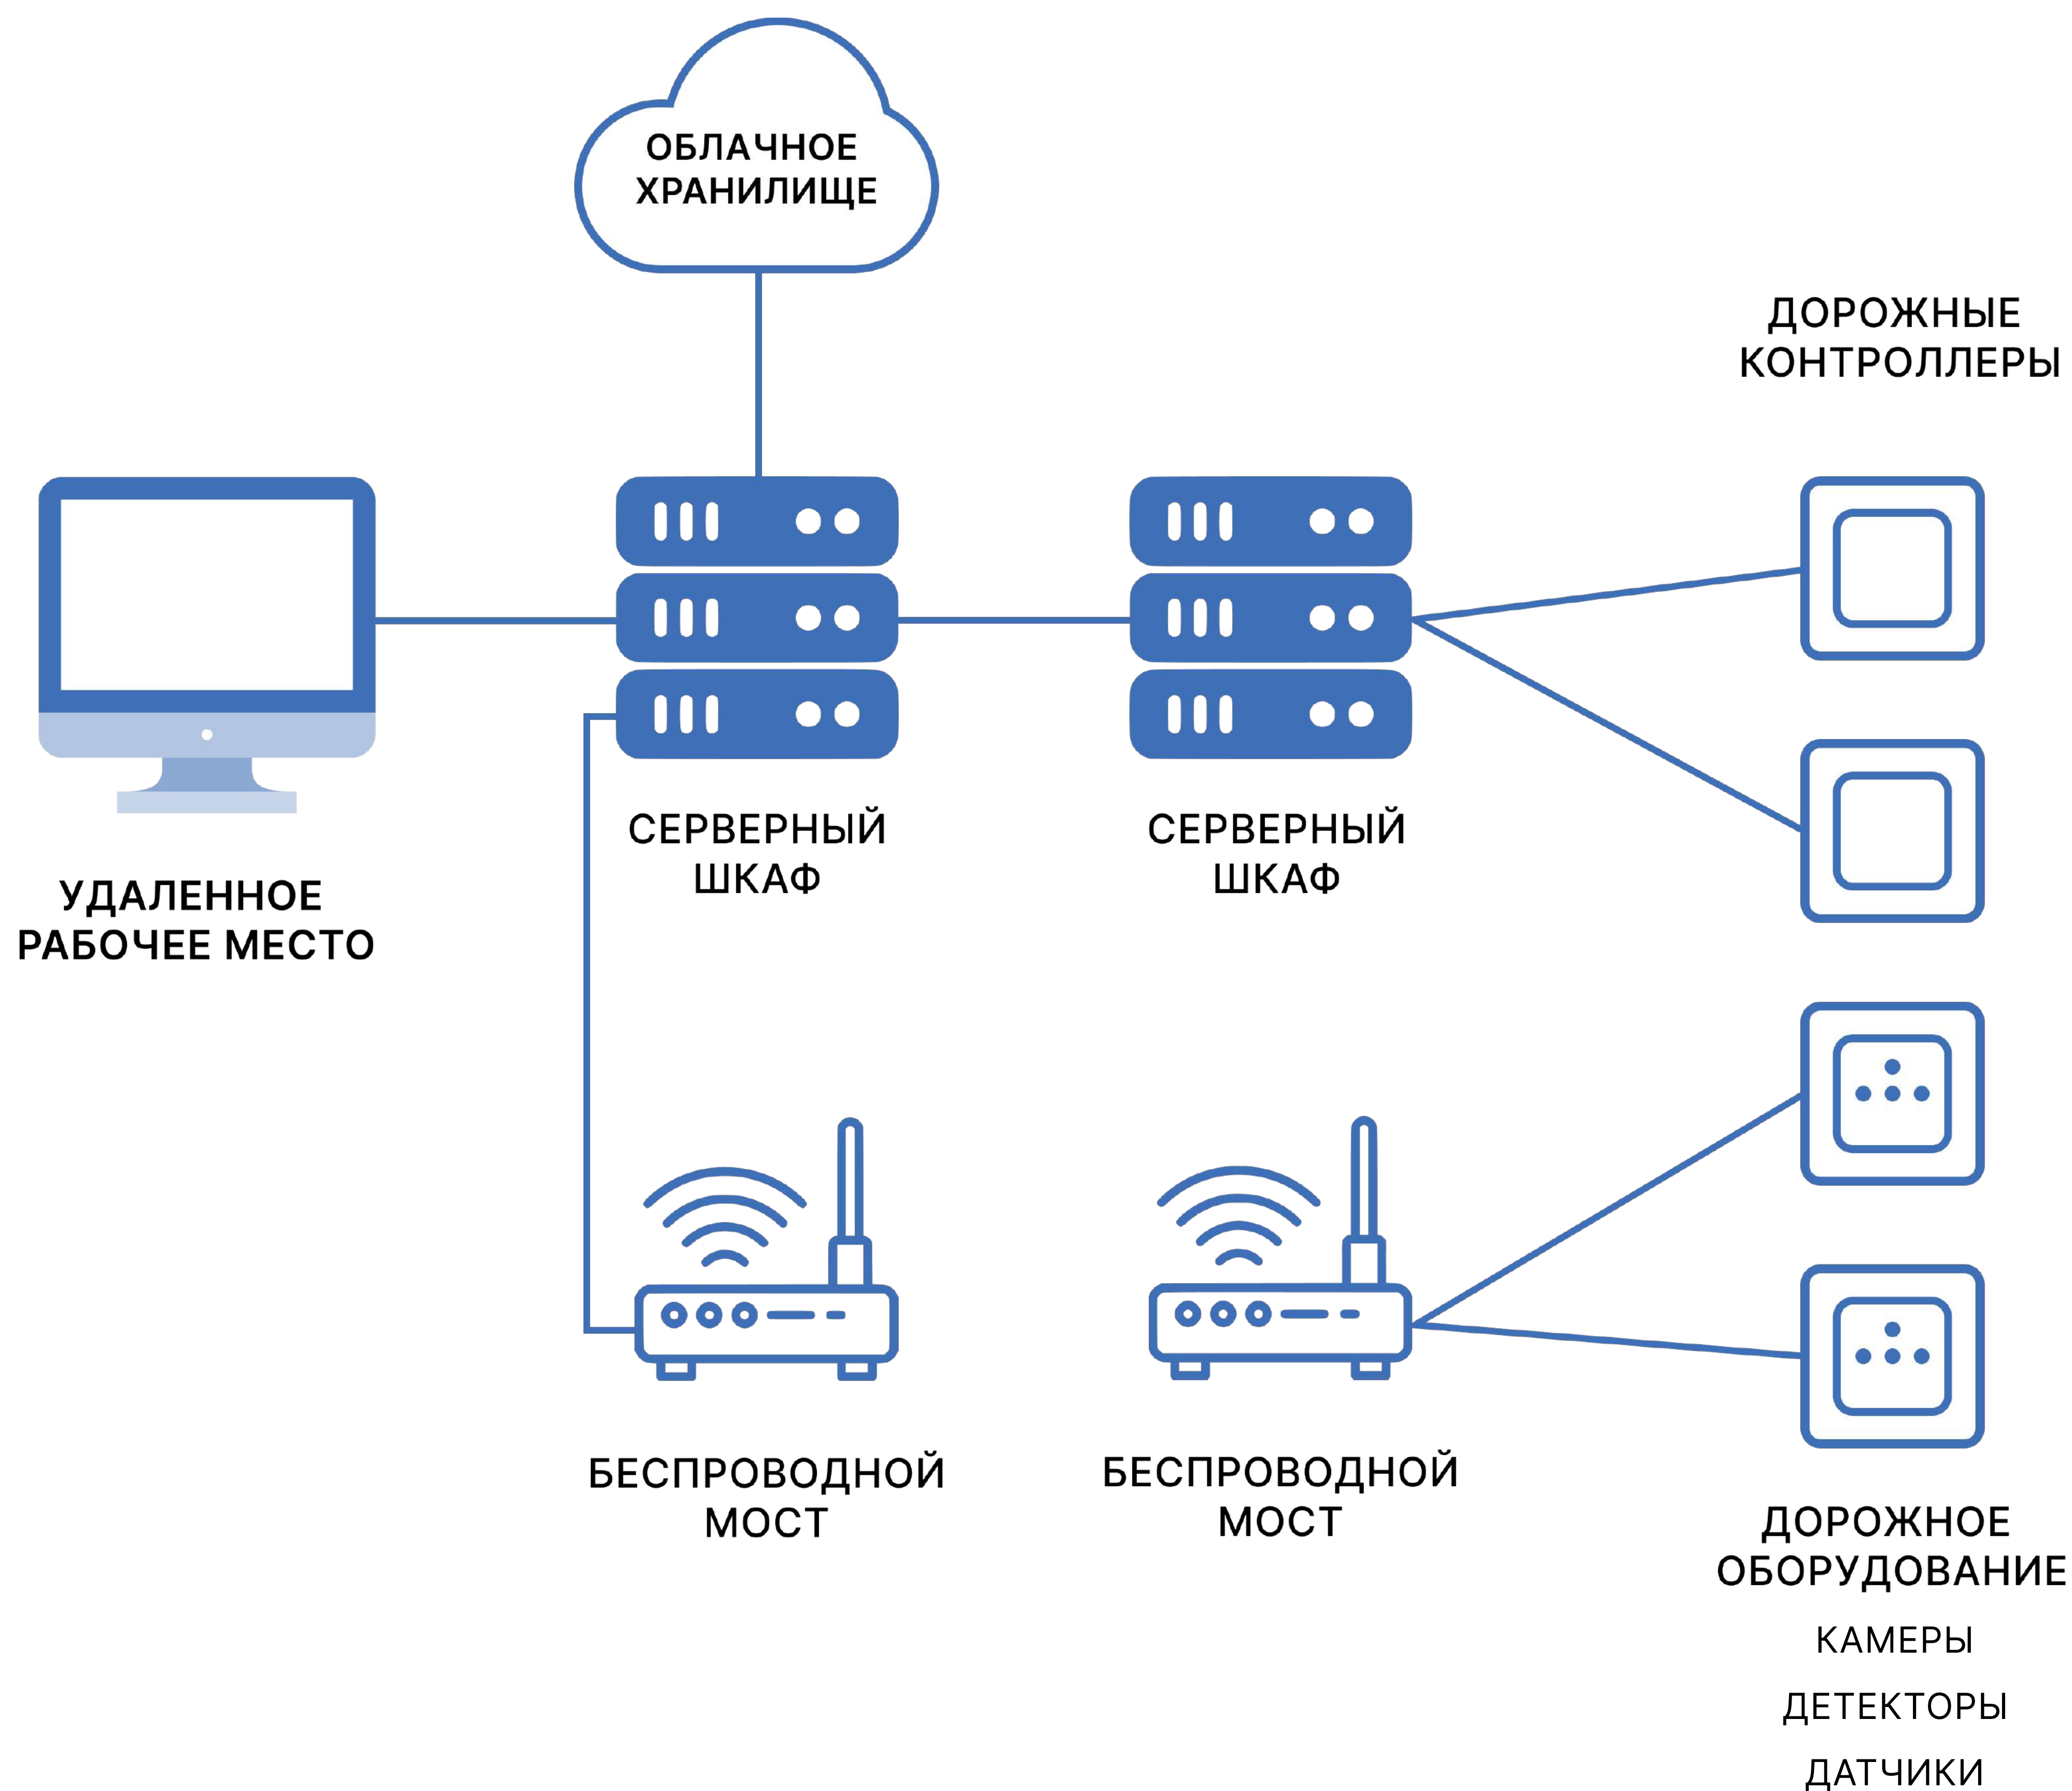 ОБЛАЧНОЕ
ХРАНИЛИЩЕ
ДОРОЖНЫЕ
КОНТРОЛЛЕРЫ
УДАЛЕННОЕ
РАБОЧЕЕ МЕСТО
СЕРВЕРНЫЙ
ШКАФ
СЕРВЕРНЫЙ
ШКАФ
БЕСПРОВОДНОЙ
МОСТ
БЕСПРОВОДНОЙ
МОСТ
ДОРОЖНОЕ
ОБОРУДОВАНИЕ
КАМЕРЫ
ДЕТЕКТОРЫ
ДАТЧИКИ